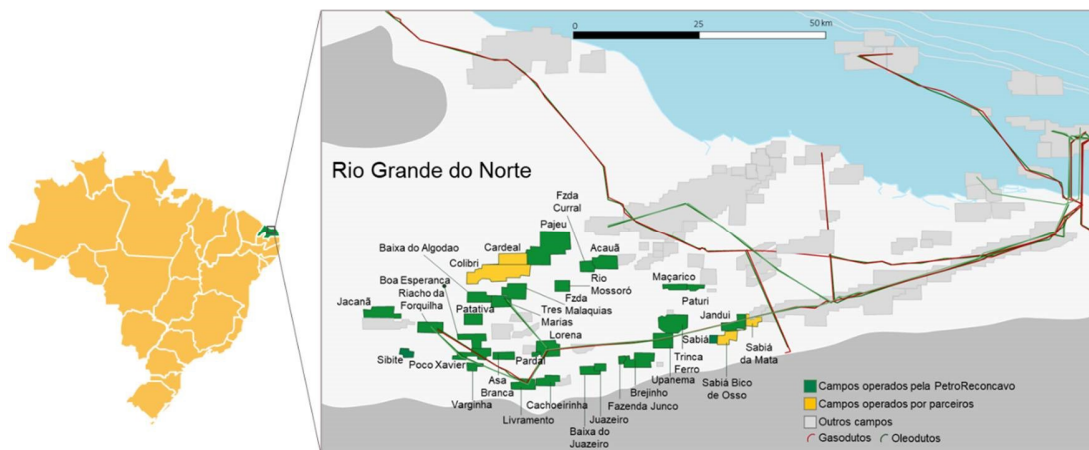 0
25
50 km
Rio Grande do Norte
Fzda
Curral
Pajeu
Acauã
Baixa do Algodao
Cardeal
Colibri
Rio
Mossoró
Boa Esperança
Riacho da
Forquilha
Jacanã
Patativa
Fzda
Malaquias
Tres
Marias
Lorena
Maçarico
Paturi
Jandui
Sabiá
Sabiá
da Mata
Sibite
Poco Xavier
Pardal
Asa
Branca
Trinca
Ferro
Upanema
Sabiá Bico
de Osso
Varginha
Livramento
Cachoeirinha
Brejinho
Fazenda Junco
Juazeiro
Baixa do
Juazeiro
Campos operados pela PetroReconcavo
Campos operados por parceiros
Outros campos
Gasodutos
Oleodutos